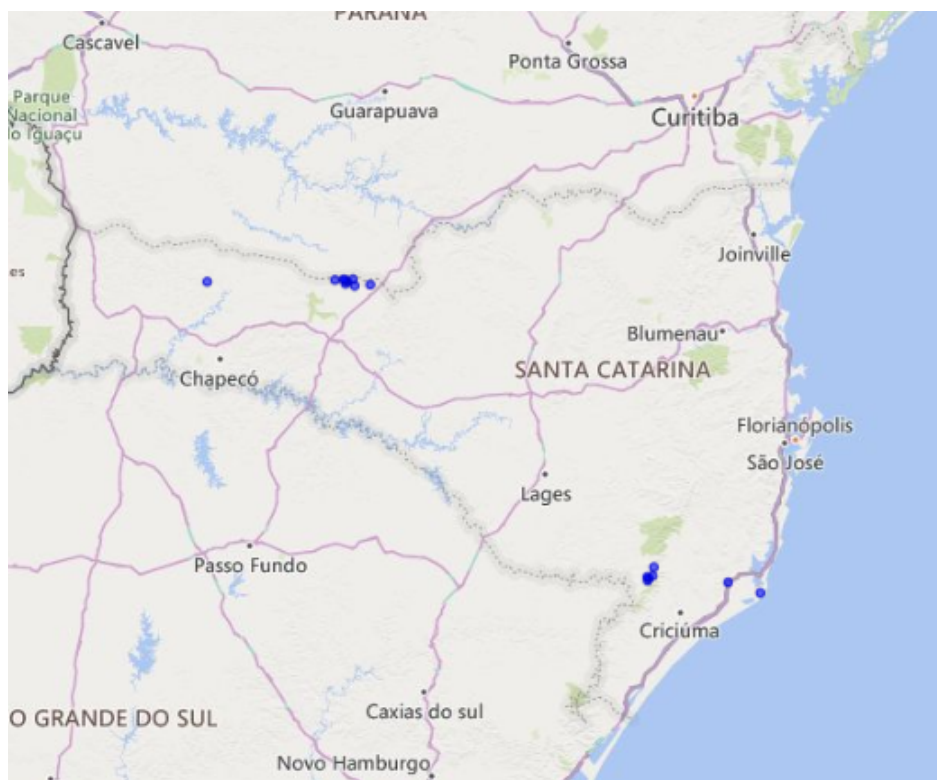 PARANÁ
Cascavel
Ponta Grossa
Parque
Nacional
do Iguaçu
Guarapuava
Curitiba
es
Joinville
Blumenau
Chapecó
SANTA CATARINA
Florianópolis
São José
Lages
Passo Fundo
Criciúma
Caxias do sul
O GRANDE DO SUL
Novo Hamburgo